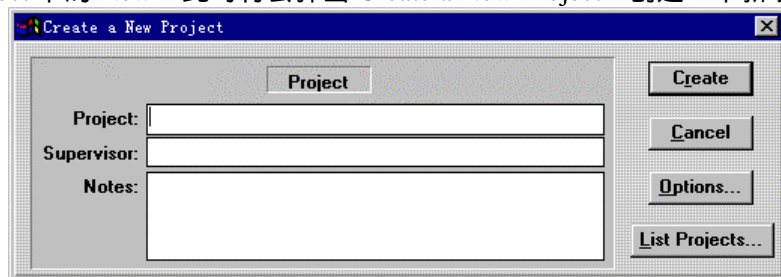 Create a New Project
Project
Project:
Supervisor:
Notes:
Create
Cancel
Options...
List Projects...